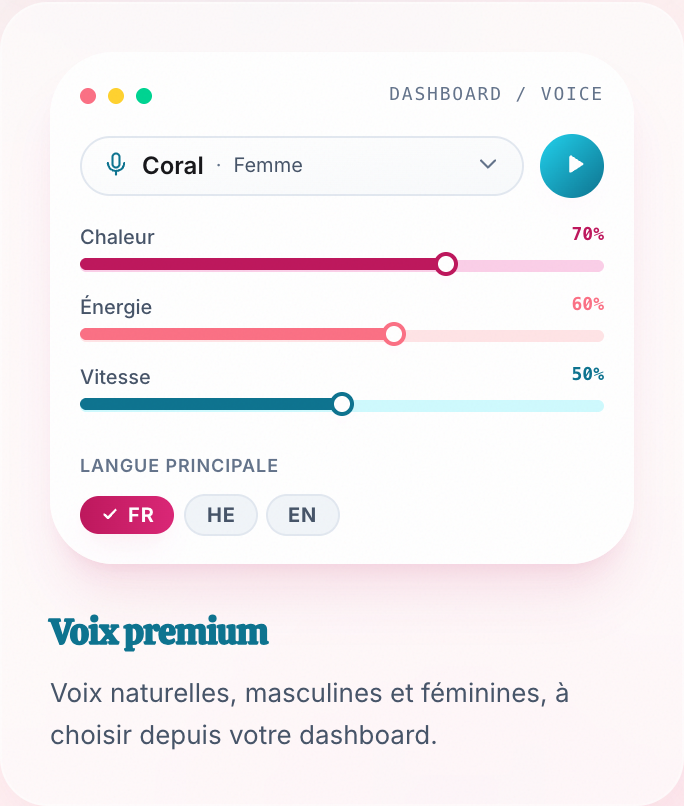 DASHBOARD / VOICE
Coral · Femme
Chaleur 70%
Énergie 60%
Vitesse 50%
LANGUE PRINCIPALE
FR HE EN
Voix premium
Voix naturelles, masculines et féminines, à
choisir depuis votre dashboard.